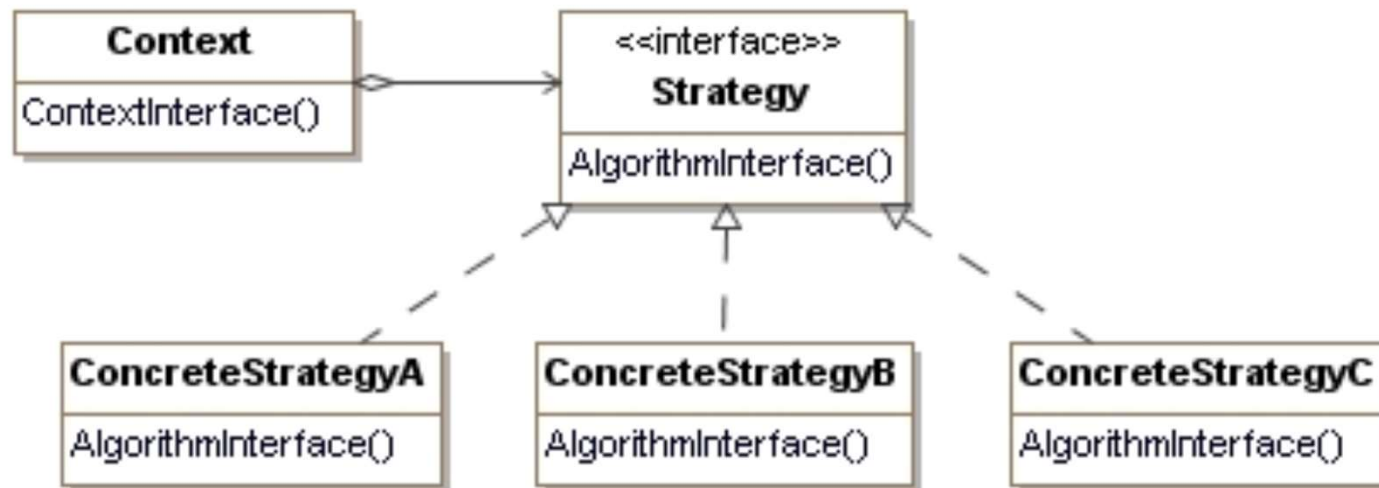 Context
ContextInterface()
<<interface>>
Strategy
AlgorithmInterface()
ConcreteStrategyA
AlgorithmInterface()
ConcreteStrategyB
AlgorithmInterface()
ConcreteStrategyC
AlgorithmInterface()